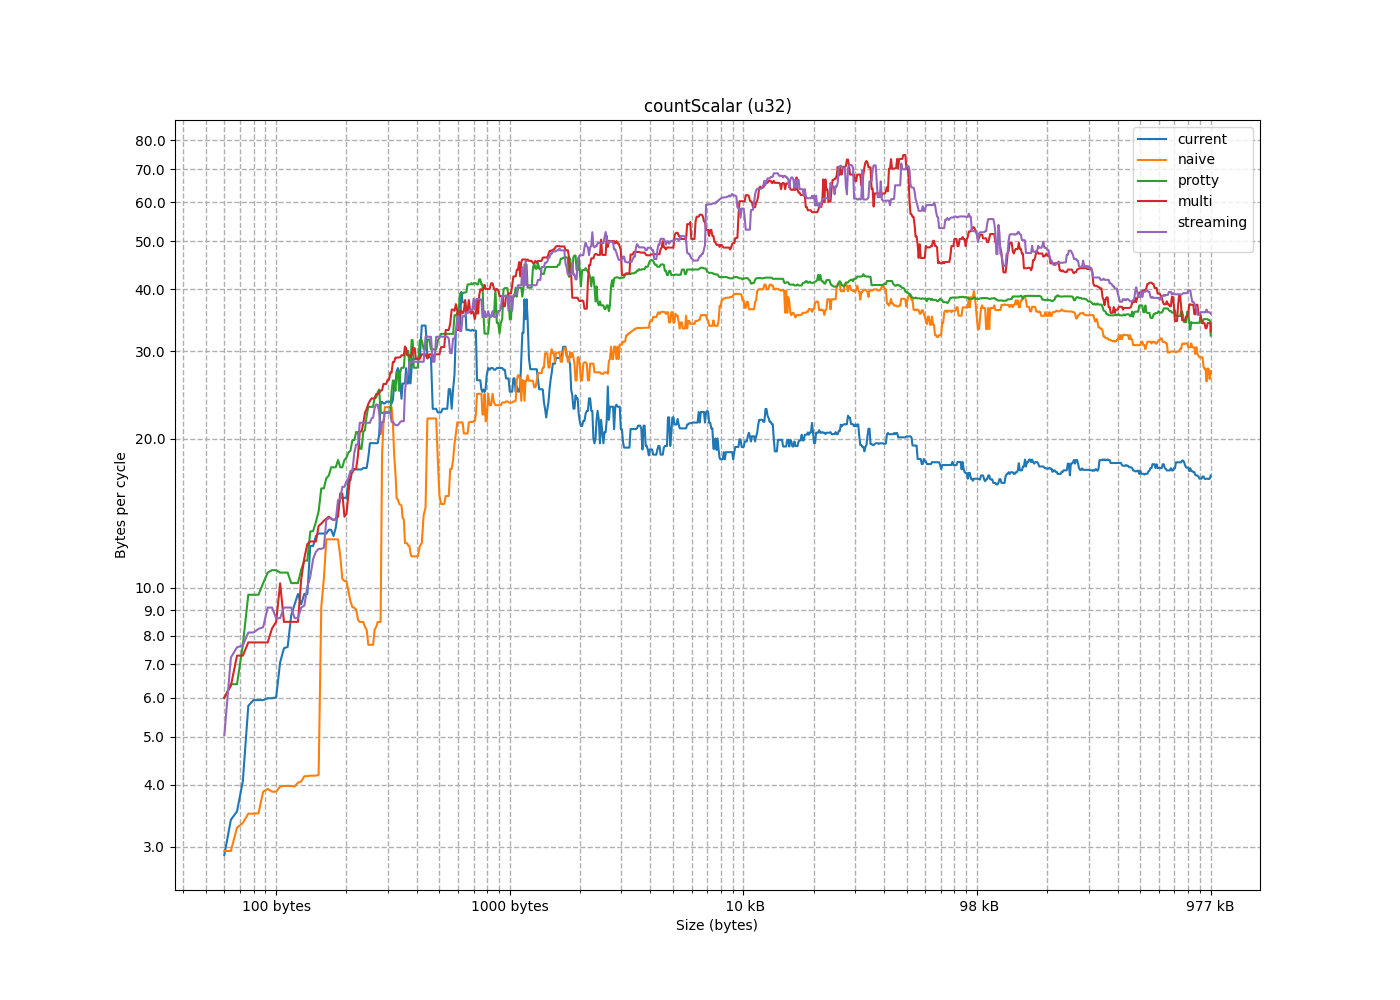 countScalar (u32)
80.0
70.0
60.0
50.0
40.0
30.0
20.0
10.0
9.0
8.0
7.0
6.0
5.0
4.0
3.0
Bytes per cycle
current
naive
protty
multi
streaming
100 bytes
1000 bytes
10 kB
98 kB
977 kB
Size (bytes)